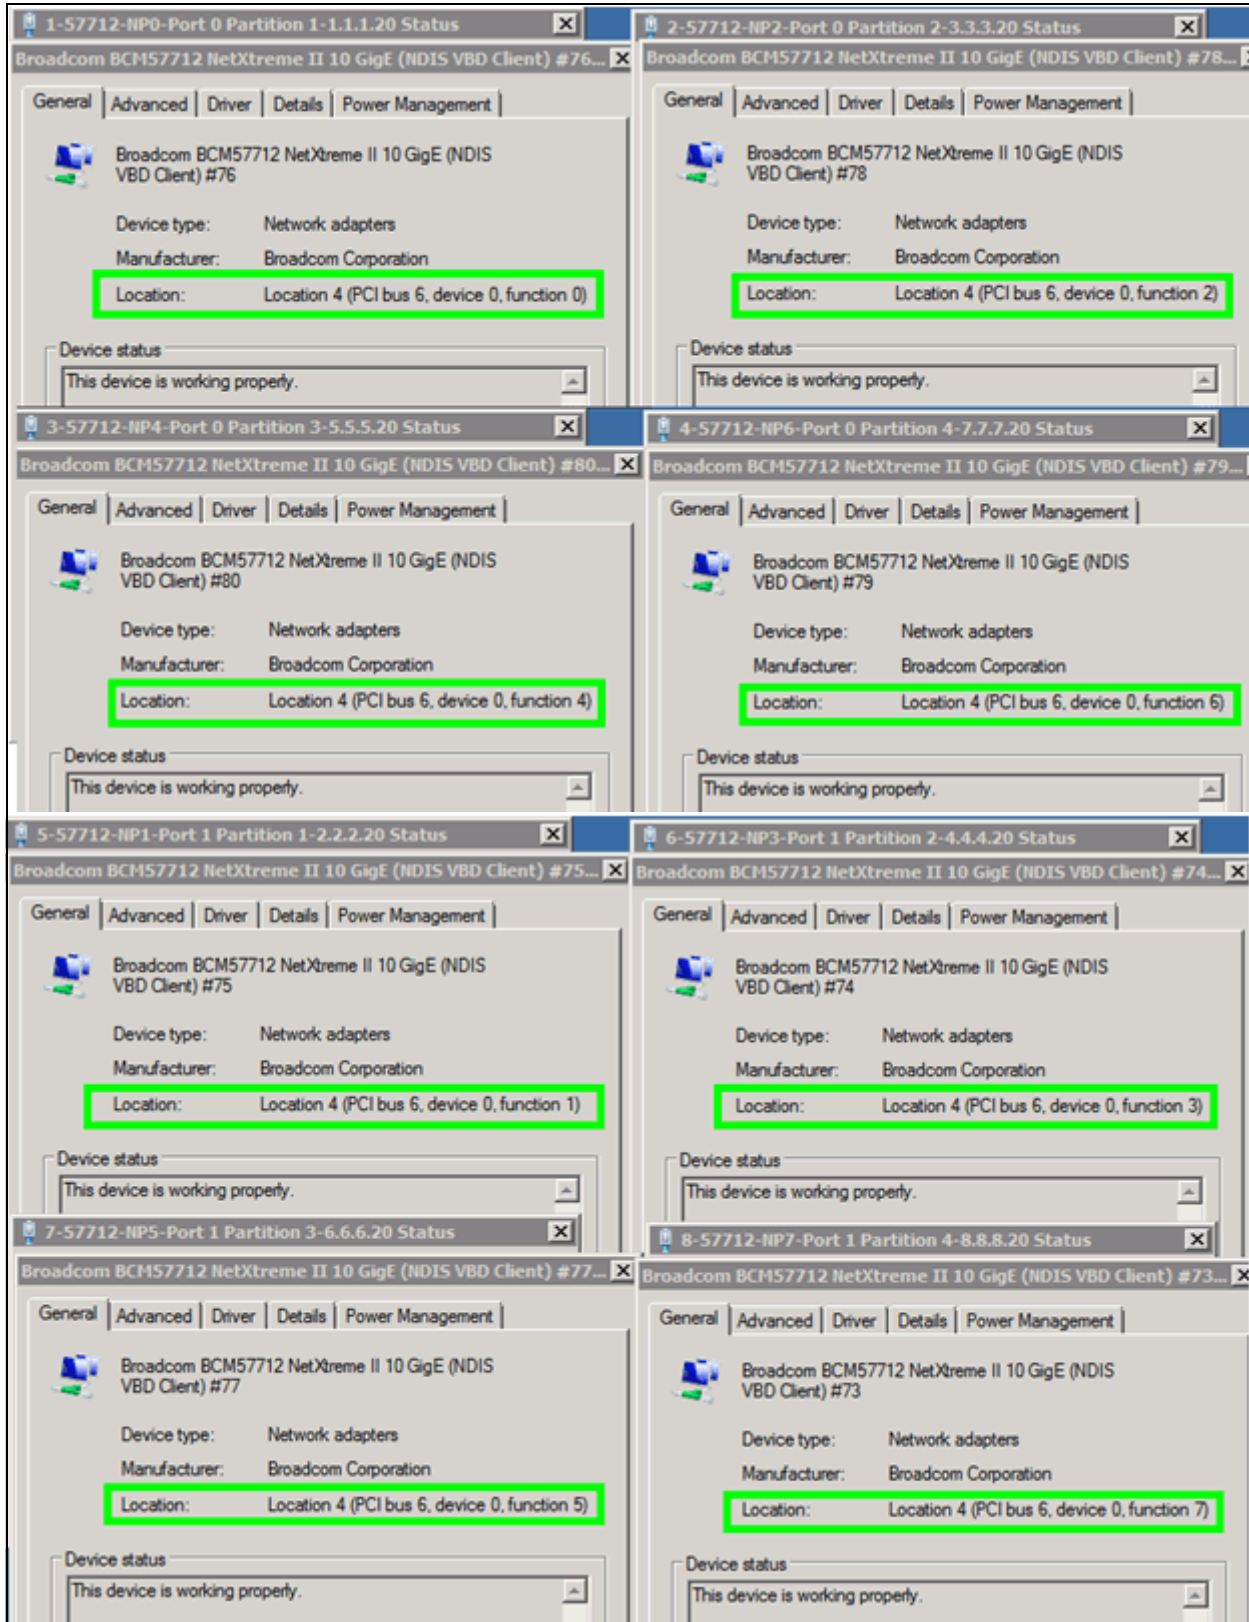 1-57712-NP0-Port 0 Partition 1-1.1.1.20 Status
Broadcom BCM57712 NetXtreme II 10 GigE (NDIS VBD Client) #76...
General Advanced Driver Details Power Management
Broadcom BCM57712 NetXtreme II 10 GigE (NDIS
VBD Client) #76
Device type: Network adapters
Manufacturer: Broadcom Corporation
Location: Location 4 (PCI bus 6, device 0, function 0)
Device status
This device is working properly.
2-57712-NP2-Port 0 Partition 2-3.3.3.20 Status
Broadcom BCM57712 NetXtreme II 10 GigE (NDIS VBD Client) #78...
General Advanced Driver Details Power Management
Broadcom BCM57712 NetXtreme II 10 GigE (NDIS
VBD Client) #78
Device type: Network adapters
Manufacturer: Broadcom Corporation
Location: Location 4 (PCI bus 6, device 0, function 2)
Device status
This device is working properly.
3-57712-NP4-Port 0 Partition 3-5.5.5.20 Status
Broadcom BCM57712 NetXtreme II 10 GigE (NDIS VBD Client) #80...
General Advanced Driver Details Power Management
Broadcom BCM57712 NetXtreme II 10 GigE (NDIS
VBD Client) #80
Device type: Network adapters
Manufacturer: Broadcom Corporation
Location: Location 4 (PCI bus 6, device 0, function 4)
Device status
This device is working properly.
4-57712-NP6-Port 0 Partition 4-7.7.7.20 Status
Broadcom BCM57712 NetXtreme II 10 GigE (NDIS VBD Client) #79...
General Advanced Driver Details Power Management
Broadcom BCM57712 NetXtreme II 10 GigE (NDIS
VBD Client) #79
Device type: Network adapters
Manufacturer: Broadcom Corporation
Location: Location 4 (PCI bus 6, device 0, function 6)
Device status
This device is working properly.
5-57712-NP1-Port 1 Partition 1-2.2.2.20 Status
Broadcom BCM57712 NetXtreme II 10 GigE (NDIS VBD Client) #75...
General Advanced Driver Details Power Management
Broadcom BCM57712 NetXtreme II 10 GigE (NDIS
VBD Client) #75
Device type: Network adapters
Manufacturer: Broadcom Corporation
Location: Location 4 (PCI bus 6, device 0, function 1)
Device status
This device is working properly.
6-57712-NP3-Port 1 Partition 2-4.4.4.20 Status
Broadcom BCM57712 NetXtreme II 10 GigE (NDIS VBD Client) #74...
General Advanced Driver Details Power Management
Broadcom BCM57712 NetXtreme II 10 GigE (NDIS
VBD Client) #74
Device type: Network adapters
Manufacturer: Broadcom Corporation
Location: Location 4 (PCI bus 6, device 0, function 3)
Device status
This device is working properly.
7-57712-NP5-Port 1 Partition 3-6.6.6.20 Status
Broadcom BCM57712 NetXtreme II 10 GigE (NDIS VBD Client) #77...
General Advanced Driver Details Power Management
Broadcom BCM57712 NetXtreme II 10 GigE (NDIS
VBD Client) #77
Device type: Network adapters
Manufacturer: Broadcom Corporation
Location: Location 4 (PCI bus 6, device 0, function 5)
Device status
This device is working properly.
8-57712-NP7-Port 1 Partition 4-8.8.8.20 Status
Broadcom BCM57712 NetXtreme II 10 GigE (NDIS VBD Client) #73...
General Advanced Driver Details Power Management
Broadcom BCM57712 NetXtreme II 10 GigE (NDIS
VBD Client) #73
Device type: Network adapters
Manufacturer: Broadcom Corporation
Location: Location 4 (PCI bus 6, device 0, function 7)
Device status
This device is working properly.